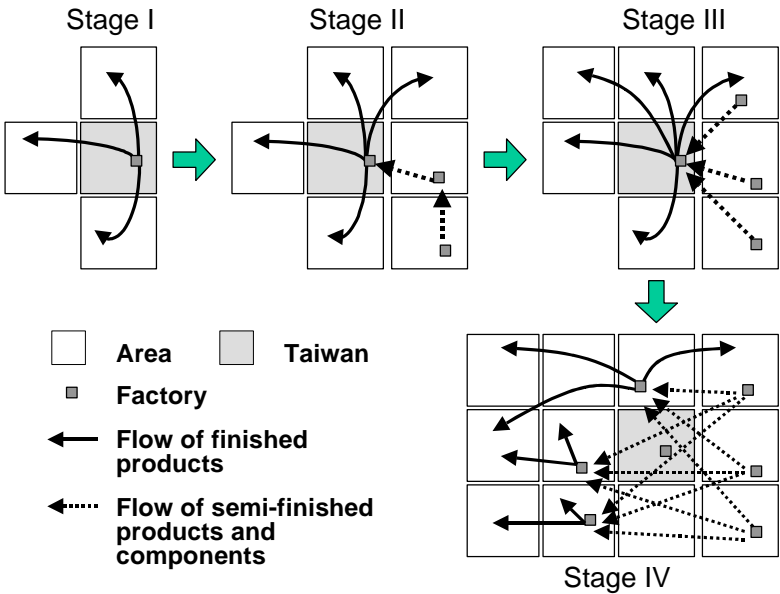 Stage I
Stage II
Stage III
Area
Taiwan
Factory
Flow of finished
products
Flow of semi-finished
products and
components
Stage IV